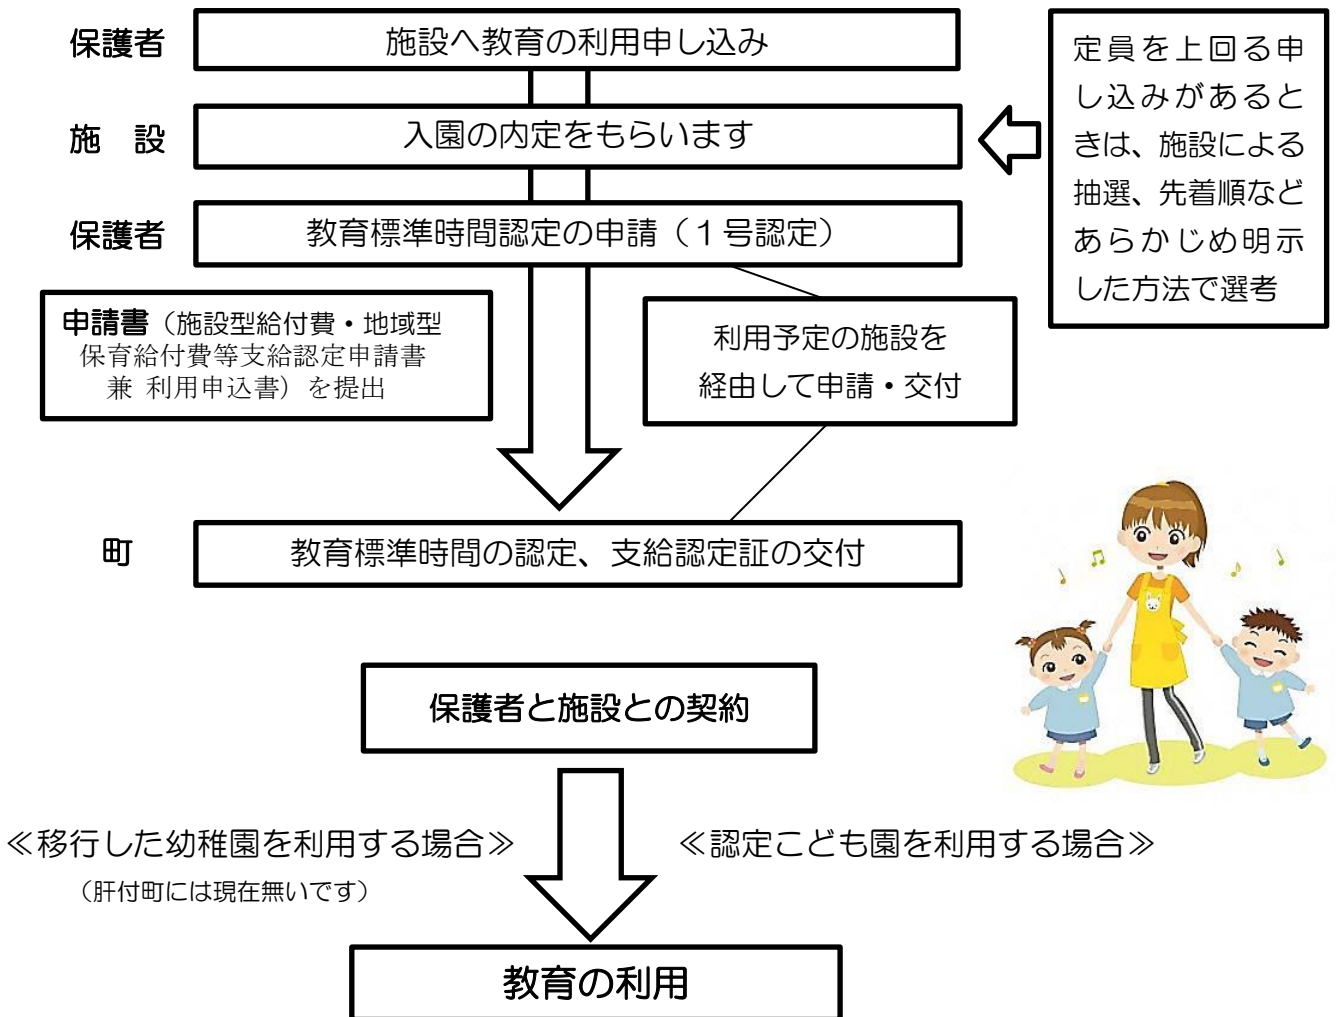 保護者
施設へ教育の利用申し込み
施 設
入園の内定をもらいます
定員を上回る申
し込みがあると
きは、施設による
抽選、先着順など
あらかじめ明示
した方法で選考
保護者
教育標準時間認定の申請（１号認定）
申請書（施設型給付費・地域型
保育給付費等支給認定申請書
兼 利用申込書）を提出
利用予定の施設を
経由して申請・交付
町
教育標準時間の認定、支給認定証の交付
保護者と施設との契約
≪移行した幼稚園を利用する場合≫
（肝付町には現在無いです）
≪認定こども園を利用する場合≫
教育の利用